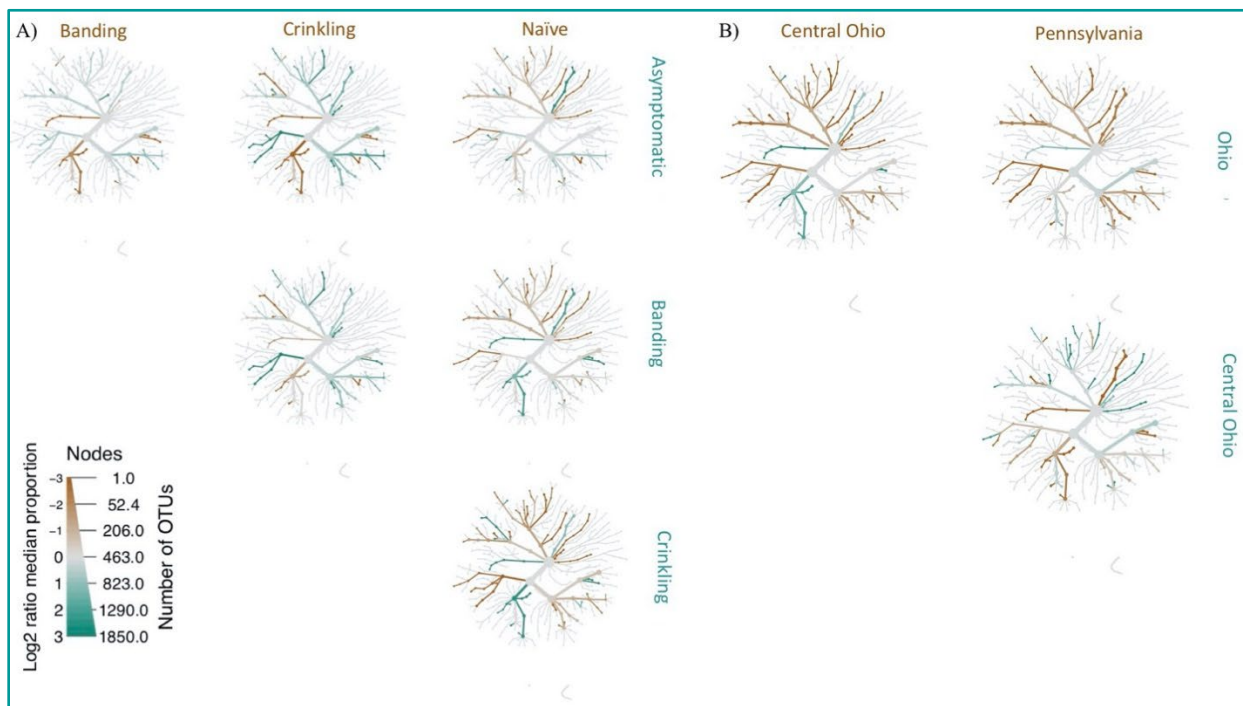 A)
Banding
Crinkling
Naïve
B)
Central Ohio
Pennsylvania
Asymptomatic
Ohio
Banding
Central Ohio
Crinkling
Nodes
Log2 ratio median proportion
Number of OTUs
-3 1.0
-2 52.4
-1 206.0
0 463.0
1 823.0
2 1290.0
3 1850.0